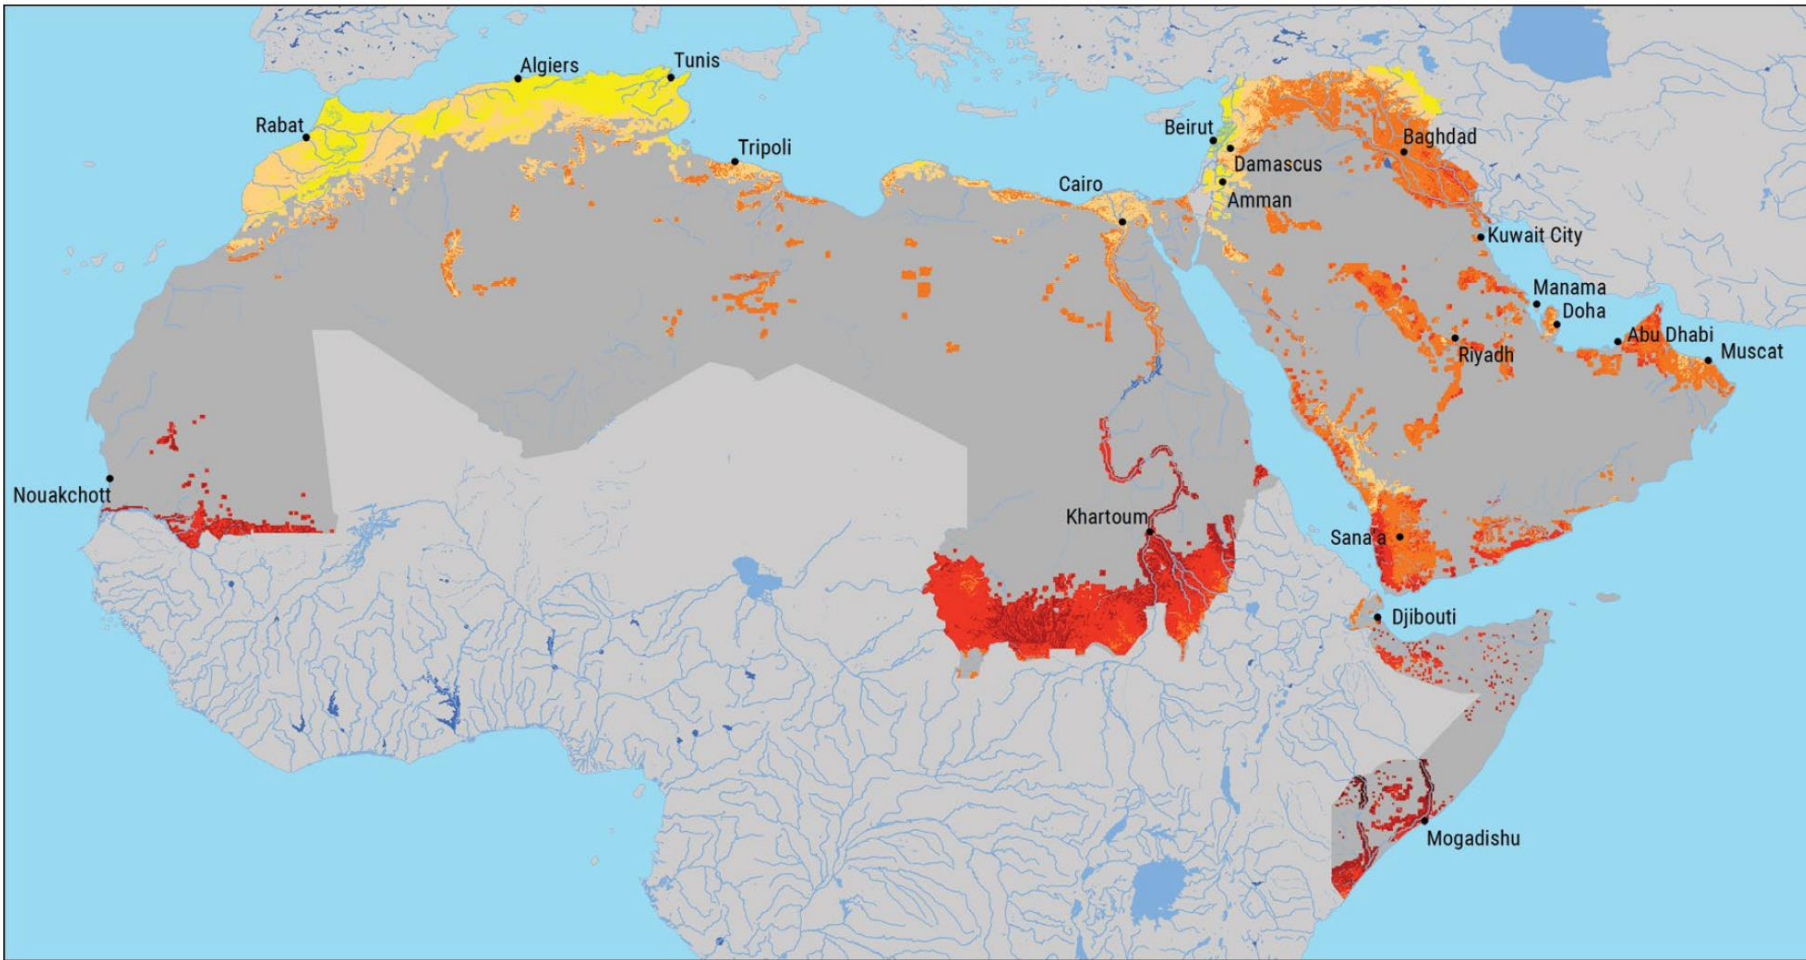 Algiers
Tunis
Rabat
Tripoli
Beirut
Baghdad
Damascus
Cairo
Amman
Kuwait City
Manama
Doha
Abu Dhabi
Muscat
Riyadh
Nouakchott
Khartoum
Sana'a
Djibouti
Mogadishu